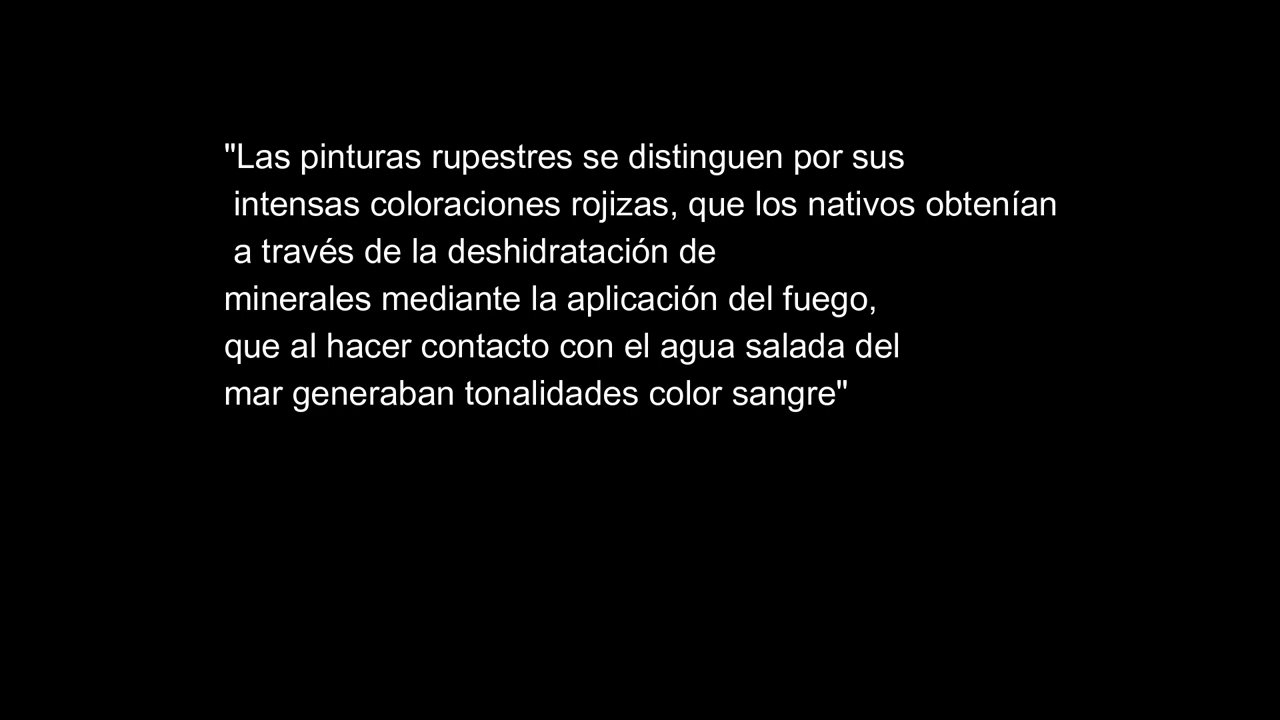 "Las pinturas rupestres se distinguen por sus
intensas coloraciones rojizas, que los nativos obtenían
a través de la deshidratación de
minerales mediante la aplicación del fuego,
que al hacer contacto con el agua salada del
mar generaban tonalidades color sangre"